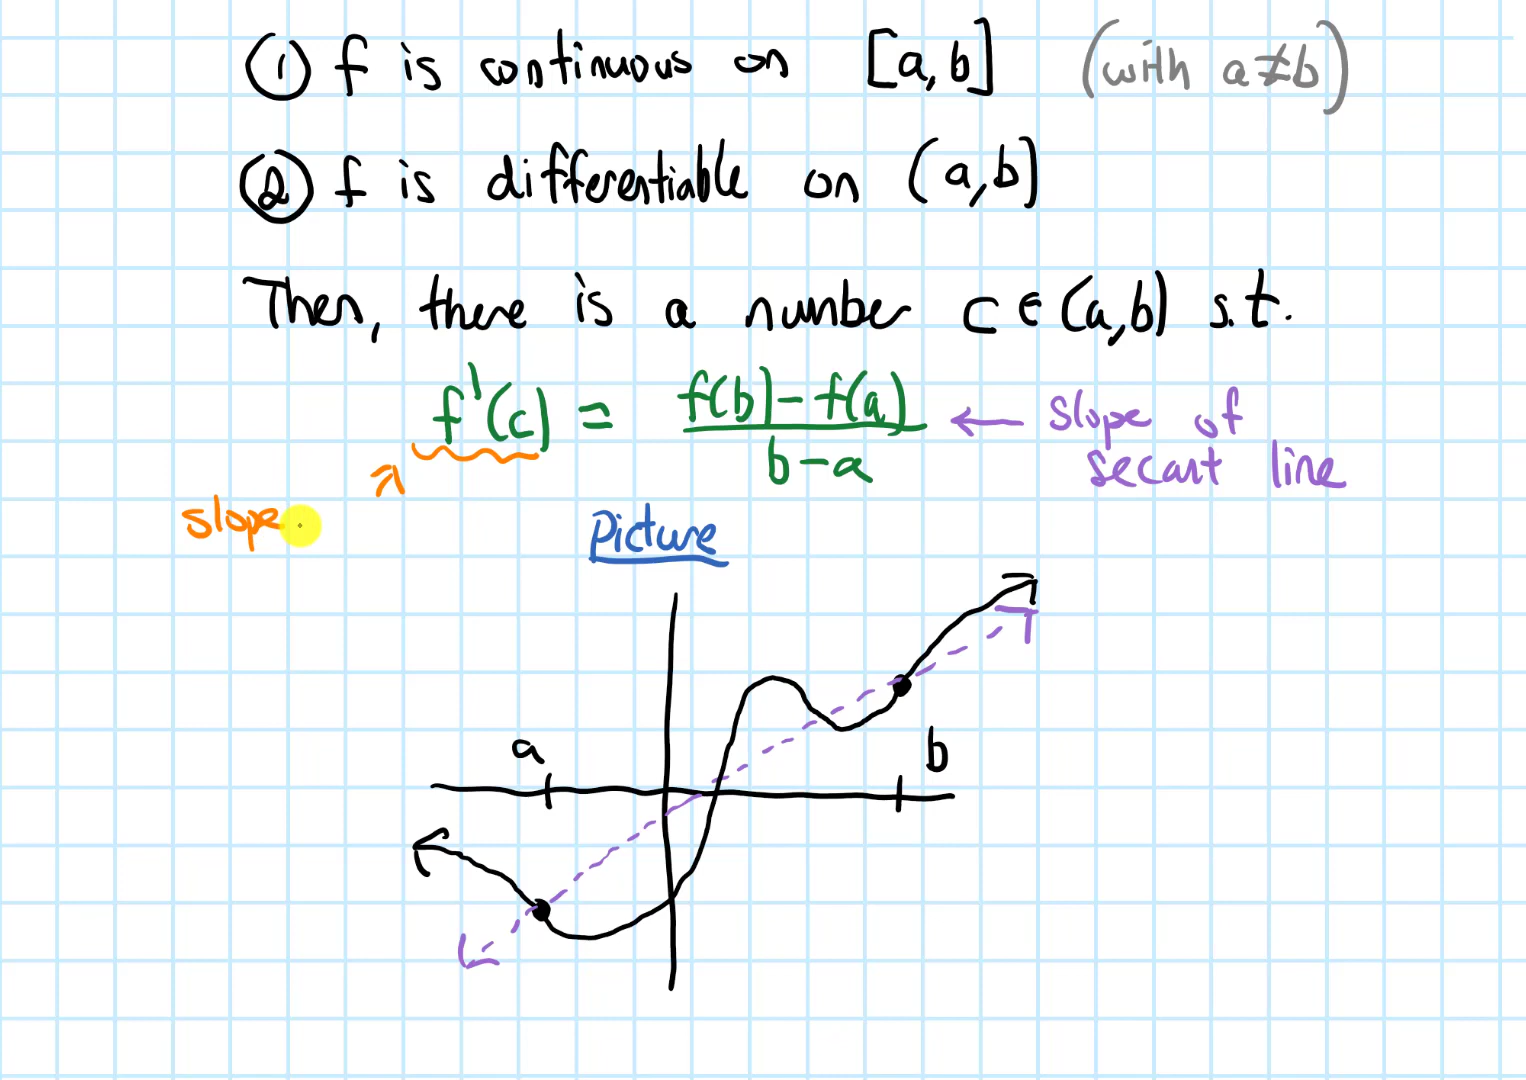 ① f is continuous on [a,b] (with a≠b)
② f is differentiable on (a,b]
Then, there is a number c ∈ (a,b) s.t.
f'(c) = f(b)-f(a) / b-a ← slope of
secant line
slope
Picture
a
b